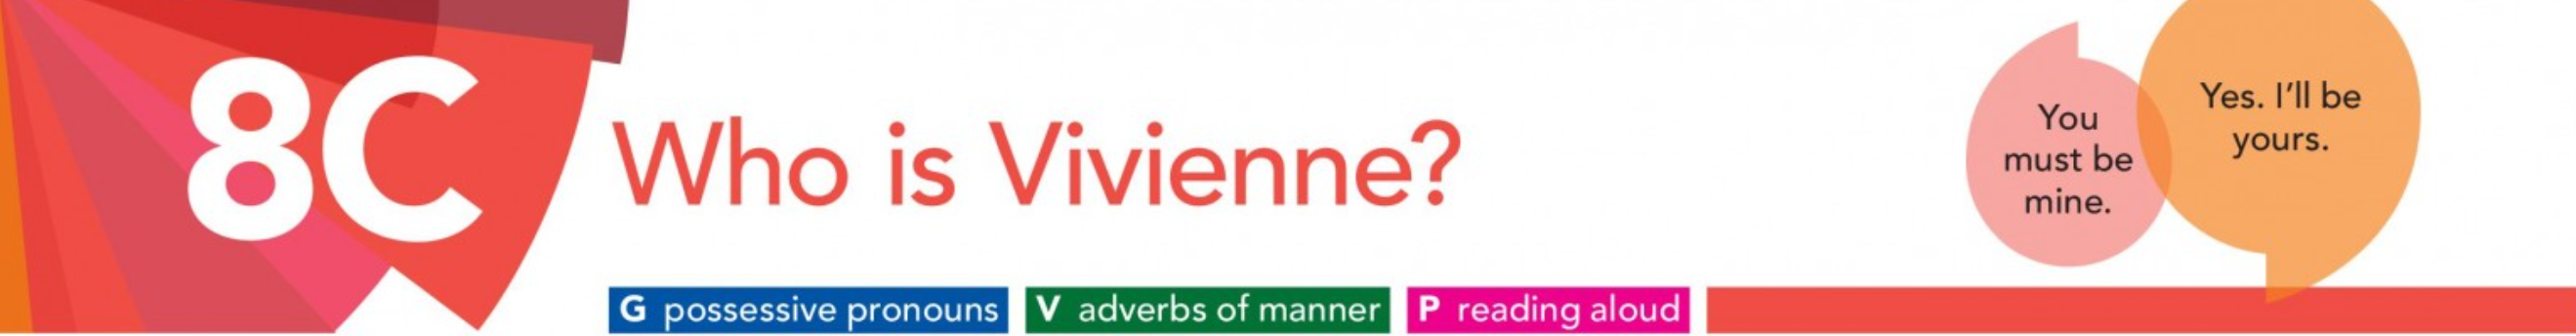 8C
Who is Vivienne?
You
must be
mine.
Yes. I'll be
yours.
G possessive pronouns V adverbs of manner P reading aloud